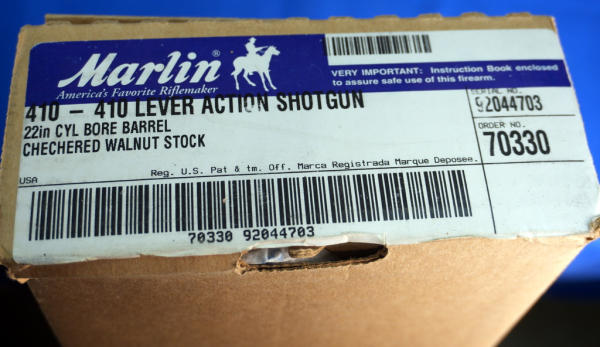 Marlin®
America's Favorite Riflemaker
VERY IMPORTANT: Instruction Book enclosed
to assure safe use of this firearm.
410 – 410 LEVER ACTION SHOTGUN
22in CYL BORE BARREL
CHECHERED WALNUT STOCK
SERIAL NO.
92044703
ORDER NO.
70330
Reg. U.S. Pat & tm. Off. Marca Registrada Marque Deposee.
USA
70330 92044703